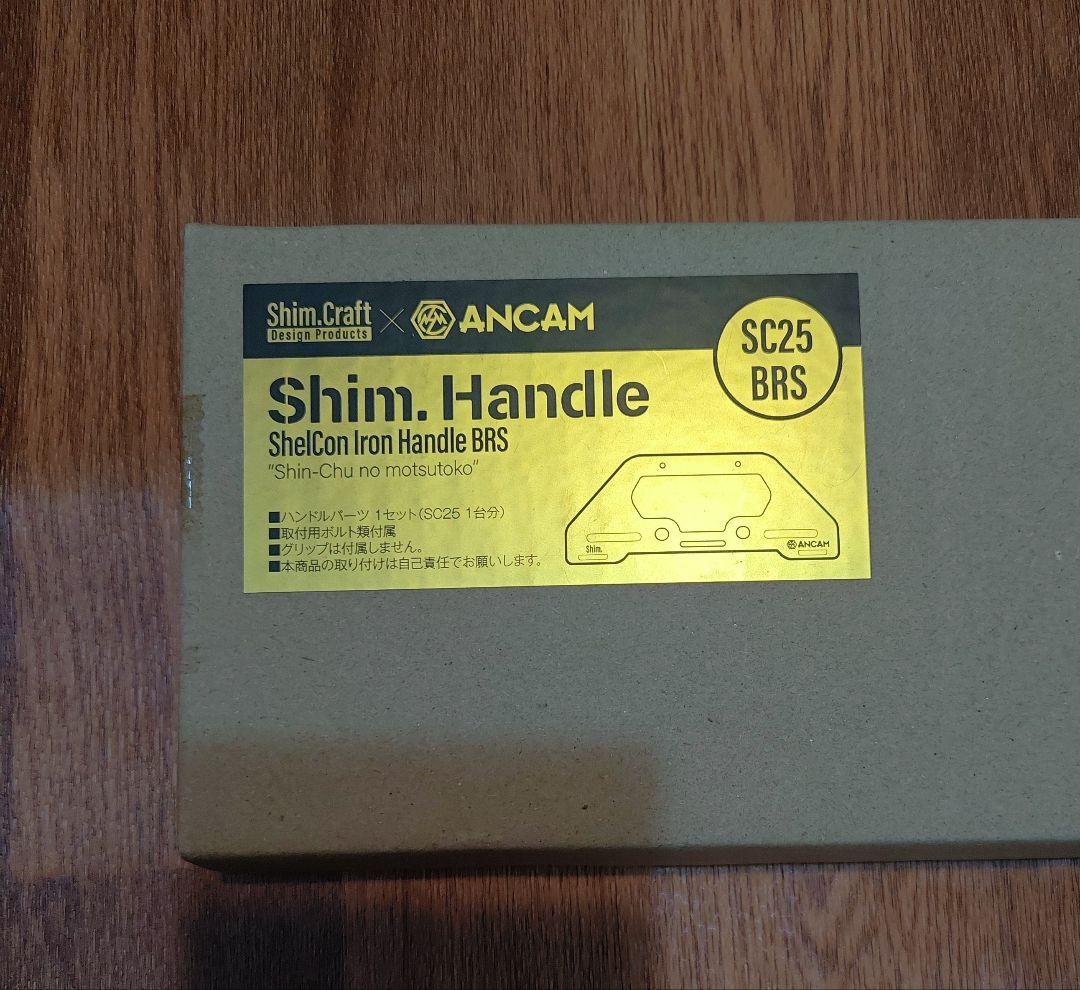 Shim.Craft × ANCAM
Design Products
SC25
BRS
Shim. Handle
ShelCon Iron Handle BRS
"Shin-Chu no motsutoko"
■ハンドルパーツ 1セット(SC25 1台分)
■取付用ボルト類付属
■グリップは付属しません。
■本商品の取り付けは自己責任でお願いします。
Shim.
ANCAM